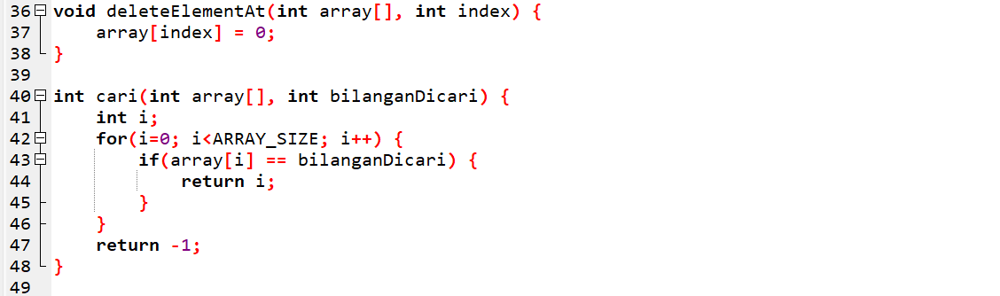 36 void deleteElementAt(int array[], int index) {
37 array[index] = 0;
38 }
39
40 int cari(int array[], int bilanganDicari) {
41 int i;
42 for(i=0; i<ARRAY_SIZE; i++) {
43 if(array[i] == bilanganDicari) {
44 return i;
45 }
46 }
47 return -1;
48 }
49